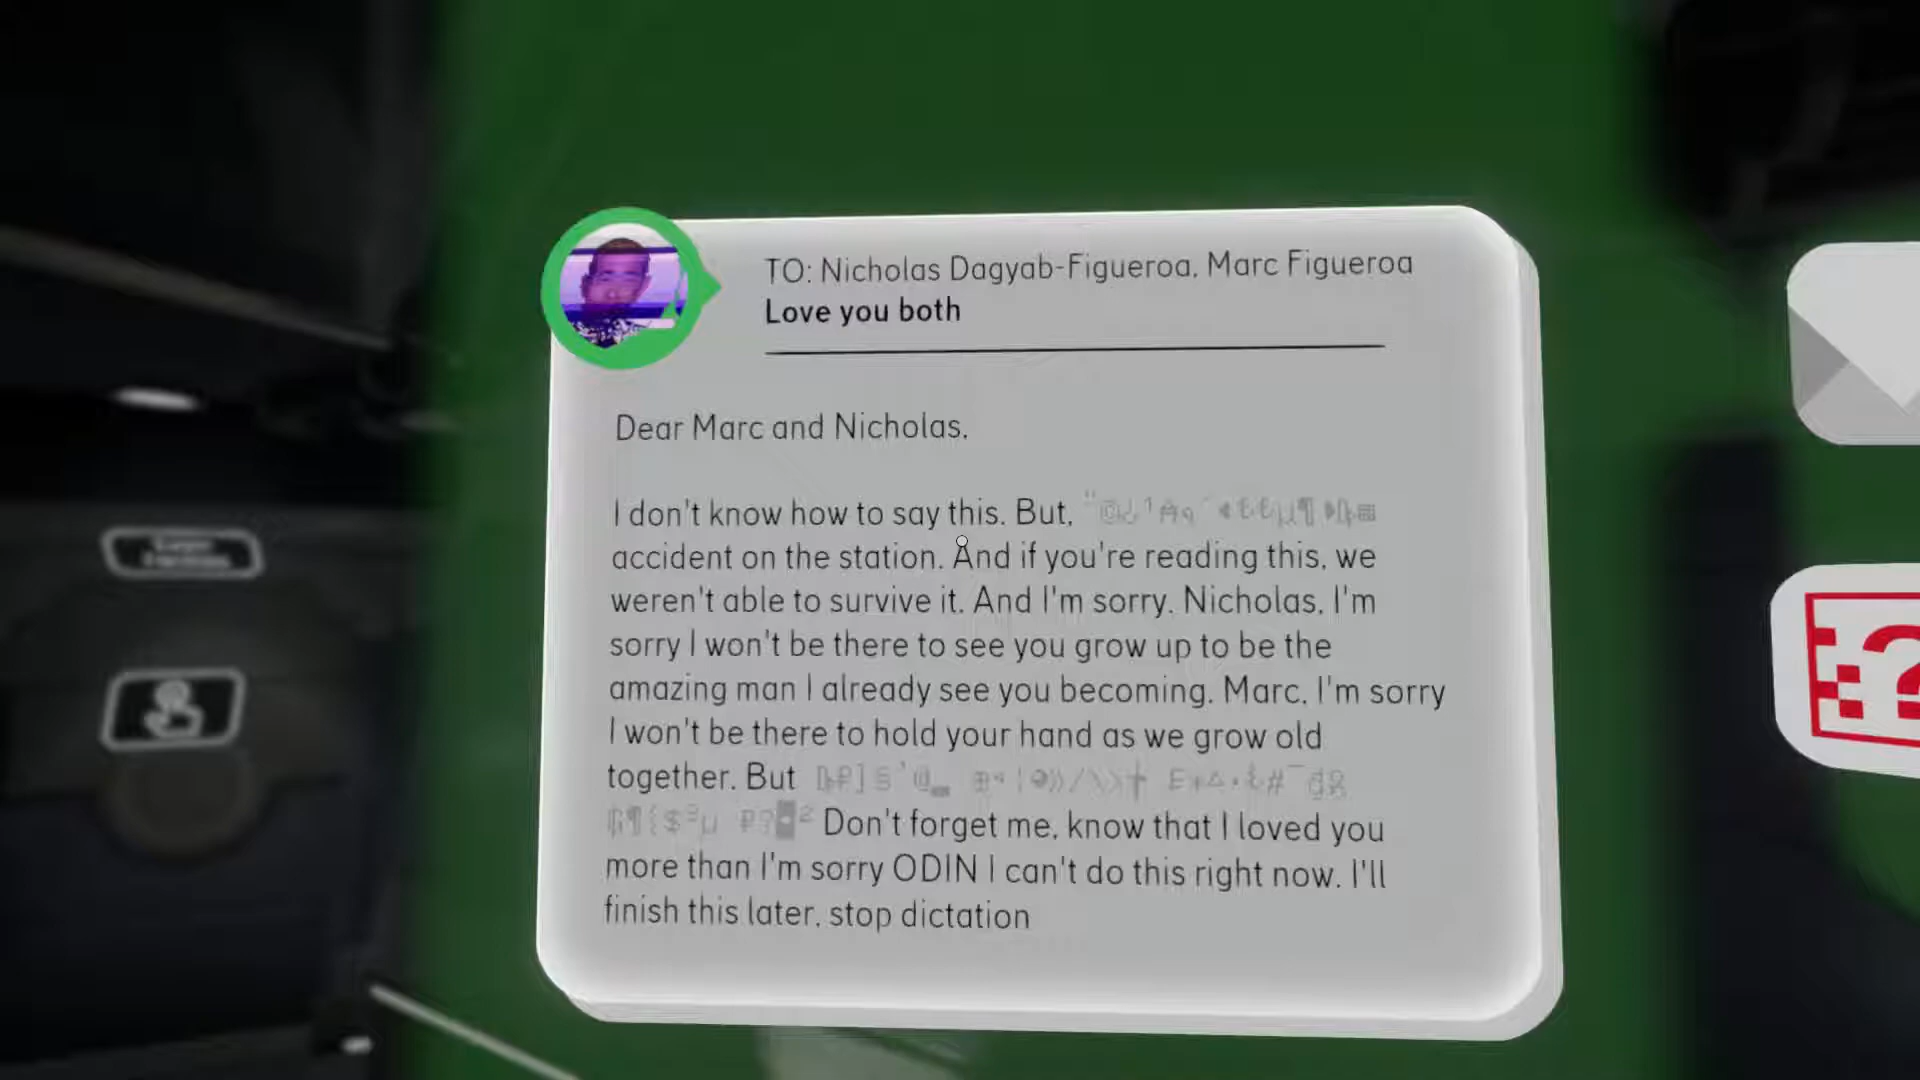 TO: Nicholas Dagyab-Figueroa, Marc Figueroa
Love you both
Dear Marc and Nicholas,
I don't know how to say this. But,
accident on the station. And if you're reading this, we
weren't able to survive it. And I'm sorry. Nicholas, I'm
sorry I won't be there to see you grow up to be the
amazing man I already see you becoming. Marc, I'm sorry
I won't be there to hold your hand as we grow old
together. But
Don't forget me, know that I loved you
more than I'm sorry ODIN I can't do this right now. I'll
finish this later, stop dictation
?